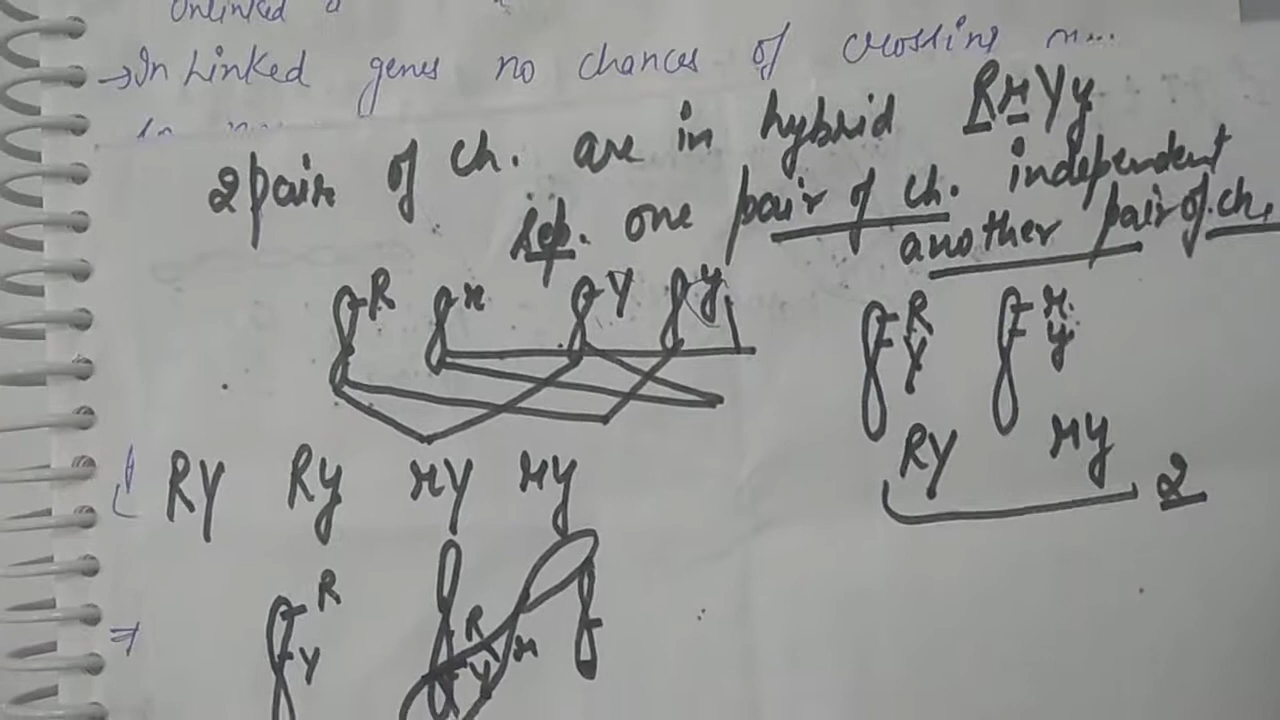 Unlinked
→ In Linked genes no chances of crossing
2 pair of ch. are in hybrid RrYy
sep. one pair of ch. independent
another pair of ch.
R r Y y
R r
Y y
RY ry 2
RY Ry rY ry
R
Y
R
Y r